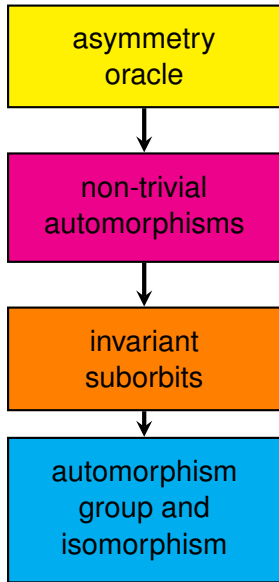 asymmetry
oracle
non-trivial
automorphisms
invariant
suborbits
automorphism
group and
isomorphism